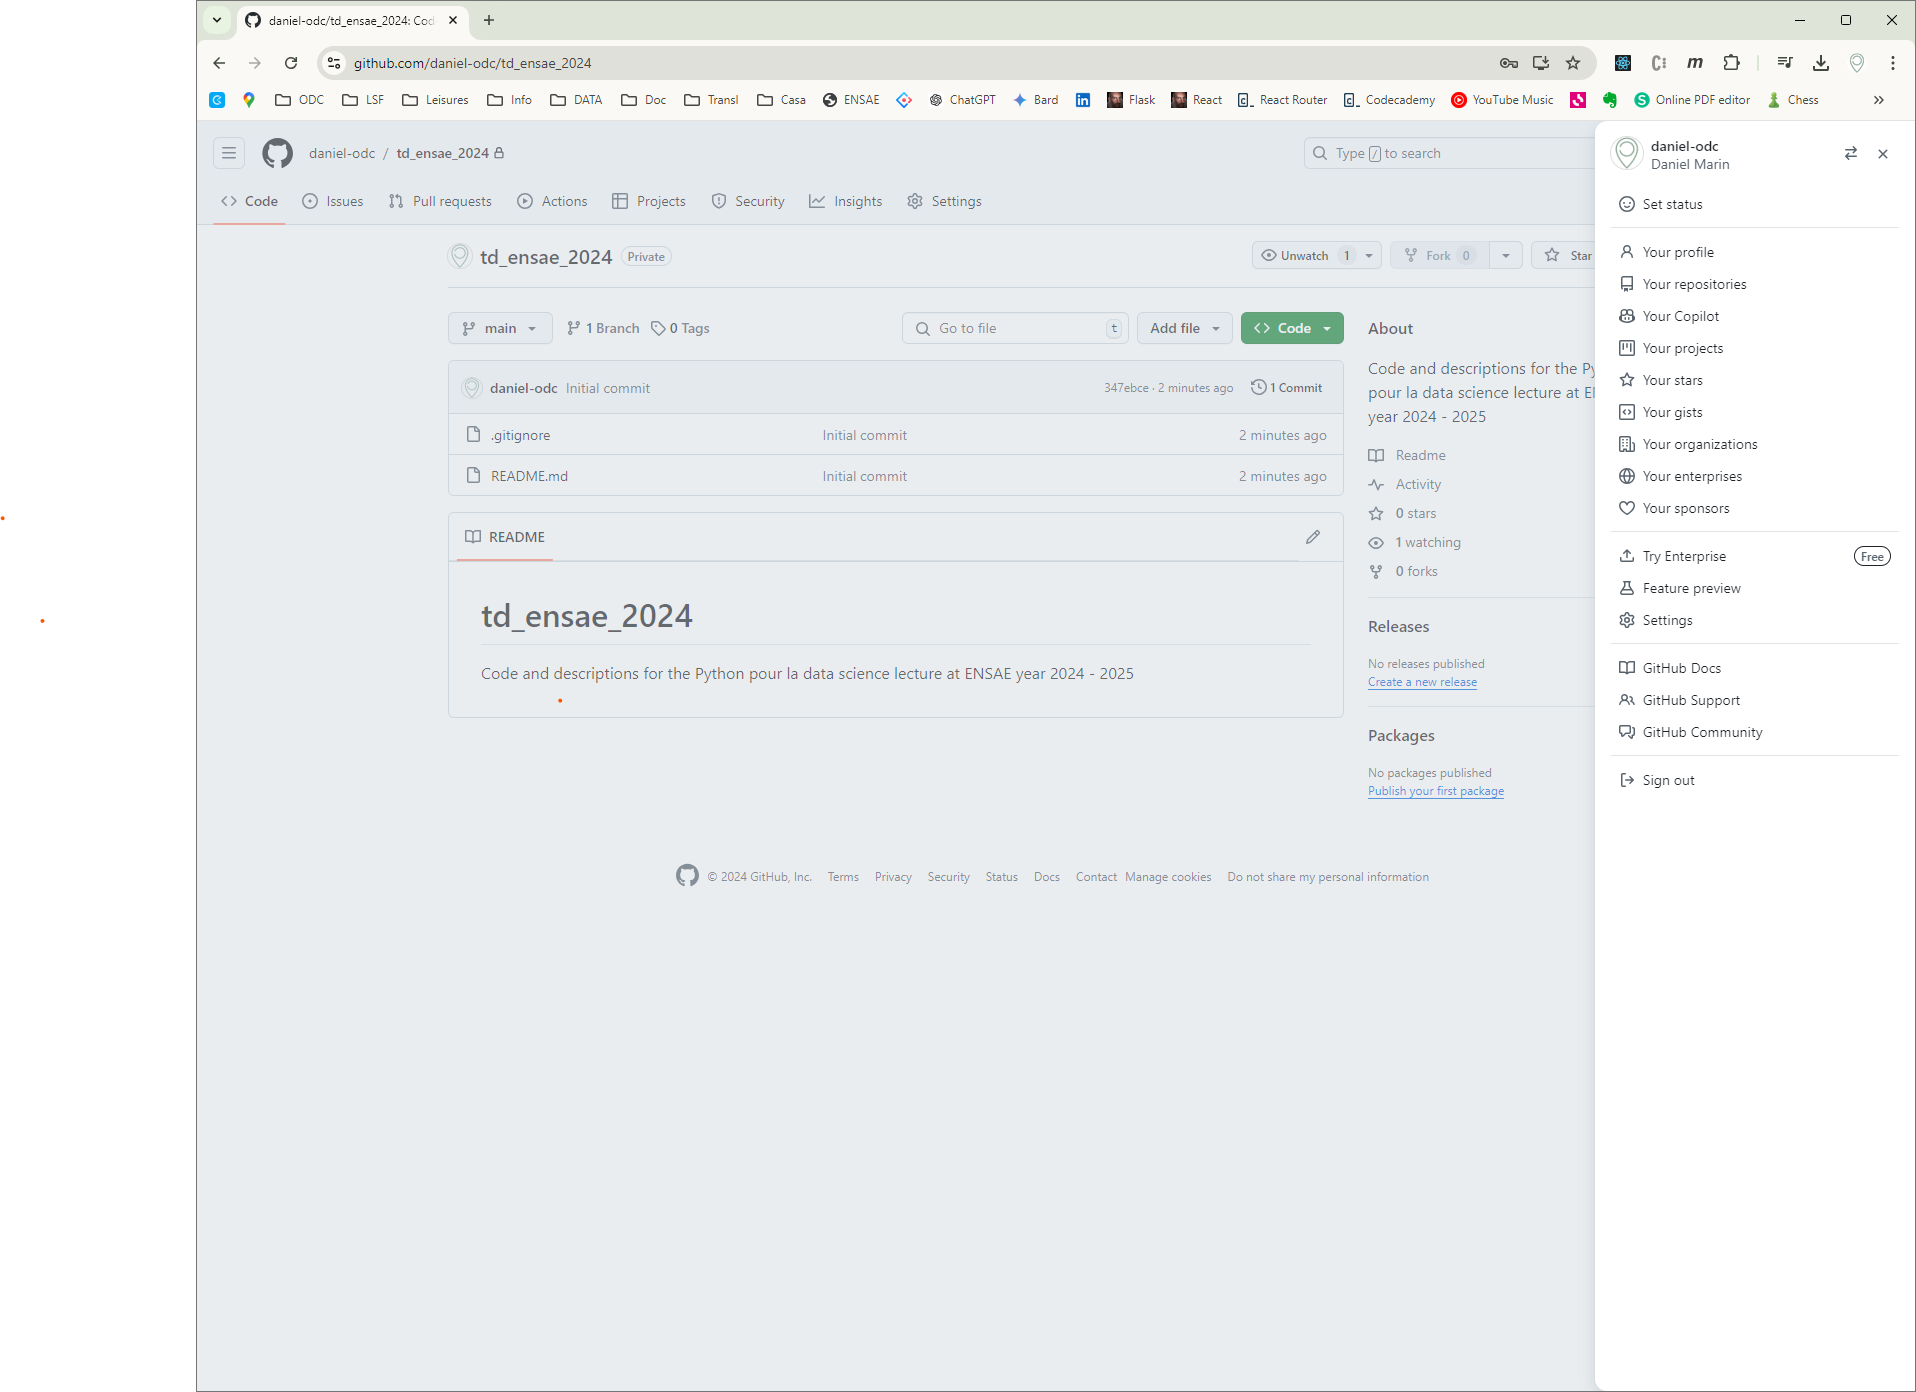 daniel-odc/td_ensae_2024: Cod
github.com/daniel-odc/td_ensae_2024
ODC LSF Leisures Info DATA Doc Transl Casa ENSAE ChatGPT Bard Flask React React Router Codecademy YouTube Music Online PDF editor Chess
daniel-odc / td_ensae_2024
Type / to search
Code Issues Pull requests Actions Projects Security Insights Settings
td_ensae_2024 Private
Unwatch 1 Fork 0 Star
main 1 Branch 0 Tags
Go to file t Add file Code
daniel-odc Initial commit 347ebce · 2 minutes ago 1 Commit
.gitignore Initial commit 2 minutes ago
README.md Initial commit 2 minutes ago
README
td_ensae_2024
Code and descriptions for the Python pour la data science lecture at ENSAE year 2024 - 2025
About
Code and descriptions for the Py
pour la data science lecture at E
year 2024 - 2025
Readme
Activity
0 stars
1 watching
0 forks
Releases
No releases published
Create a new release
Packages
No packages published
Publish your first package
© 2024 GitHub, Inc. Terms Privacy Security Status Docs Contact Manage cookies Do not share my personal information
daniel-odc
Daniel Marin
Set status
Your profile
Your repositories
Your Copilot
Your projects
Your stars
Your gists
Your organizations
Your enterprises
Your sponsors
Try Enterprise Free
Feature preview
Settings
GitHub Docs
GitHub Support
GitHub Community
Sign out